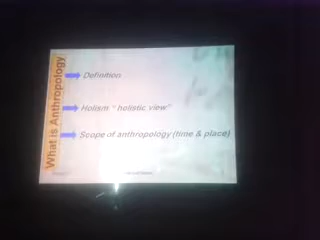 What is Anthropology
Definition
Holism " holistic view"
Scope of anthropology (time & place)